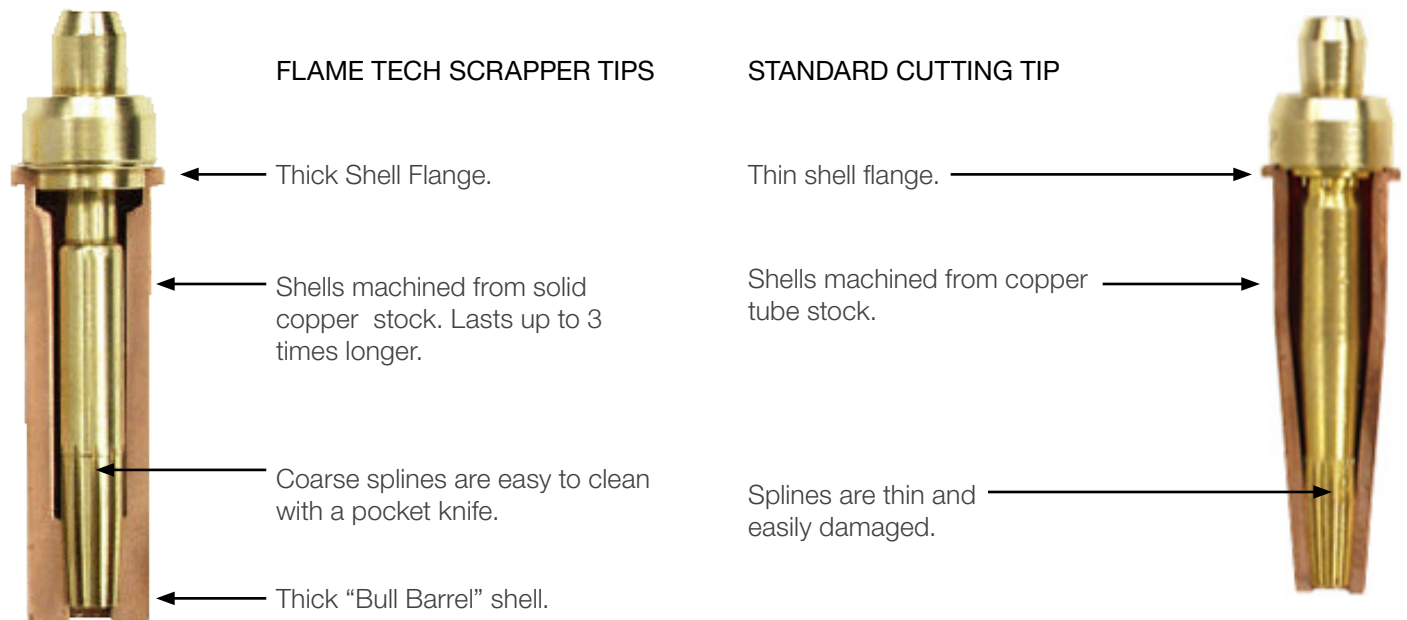 FLAME TECH SCRAPPER TIPS
Thick Shell Flange.
Shells machined from solid
copper  stock. Lasts up to 3
times longer.
Coarse splines are easy to clean
with a pocket knife.
Thick “Bull Barrel” shell.
STANDARD CUTTING TIP
Thin shell flange.
Shells machined from copper
tube stock.
Splines are thin and
easily damaged.